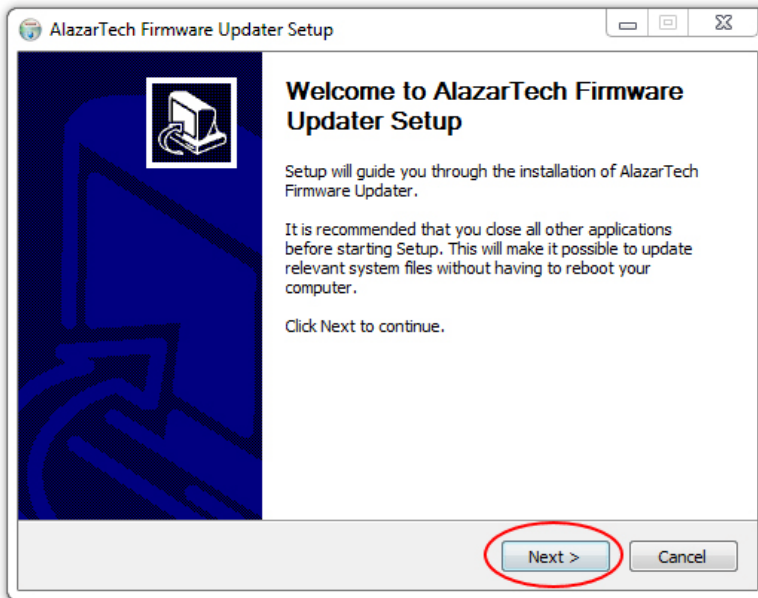 AlazarTech Firmware Updater Setup
Welcome to AlazarTech Firmware
Updater Setup
Setup will guide you through the installation of AlazarTech
Firmware Updater.
It is recommended that you close all other applications
before starting Setup. This will make it possible to update
relevant system files without having to reboot your
computer.
Click Next to continue.
Next >
Cancel